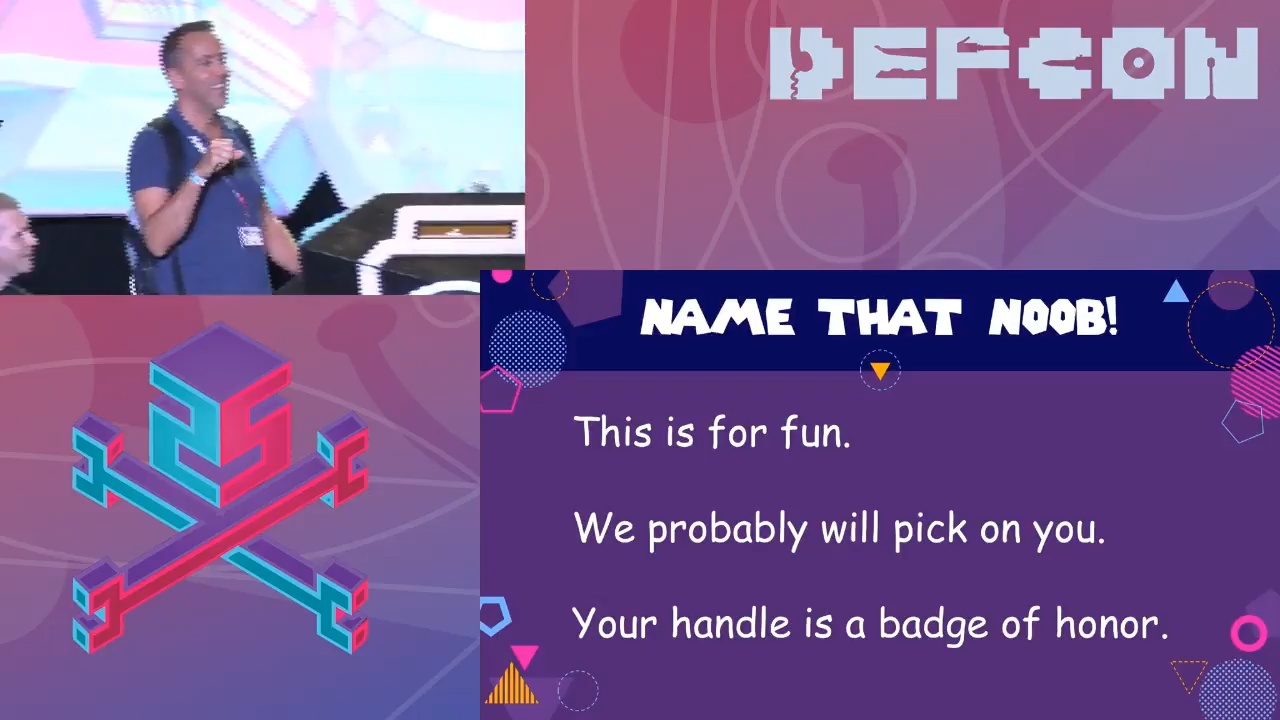 DEFCON
NAME THAT NOOB!
25
This is for fun.
We probably will pick on you.
Your handle is a badge of honor.